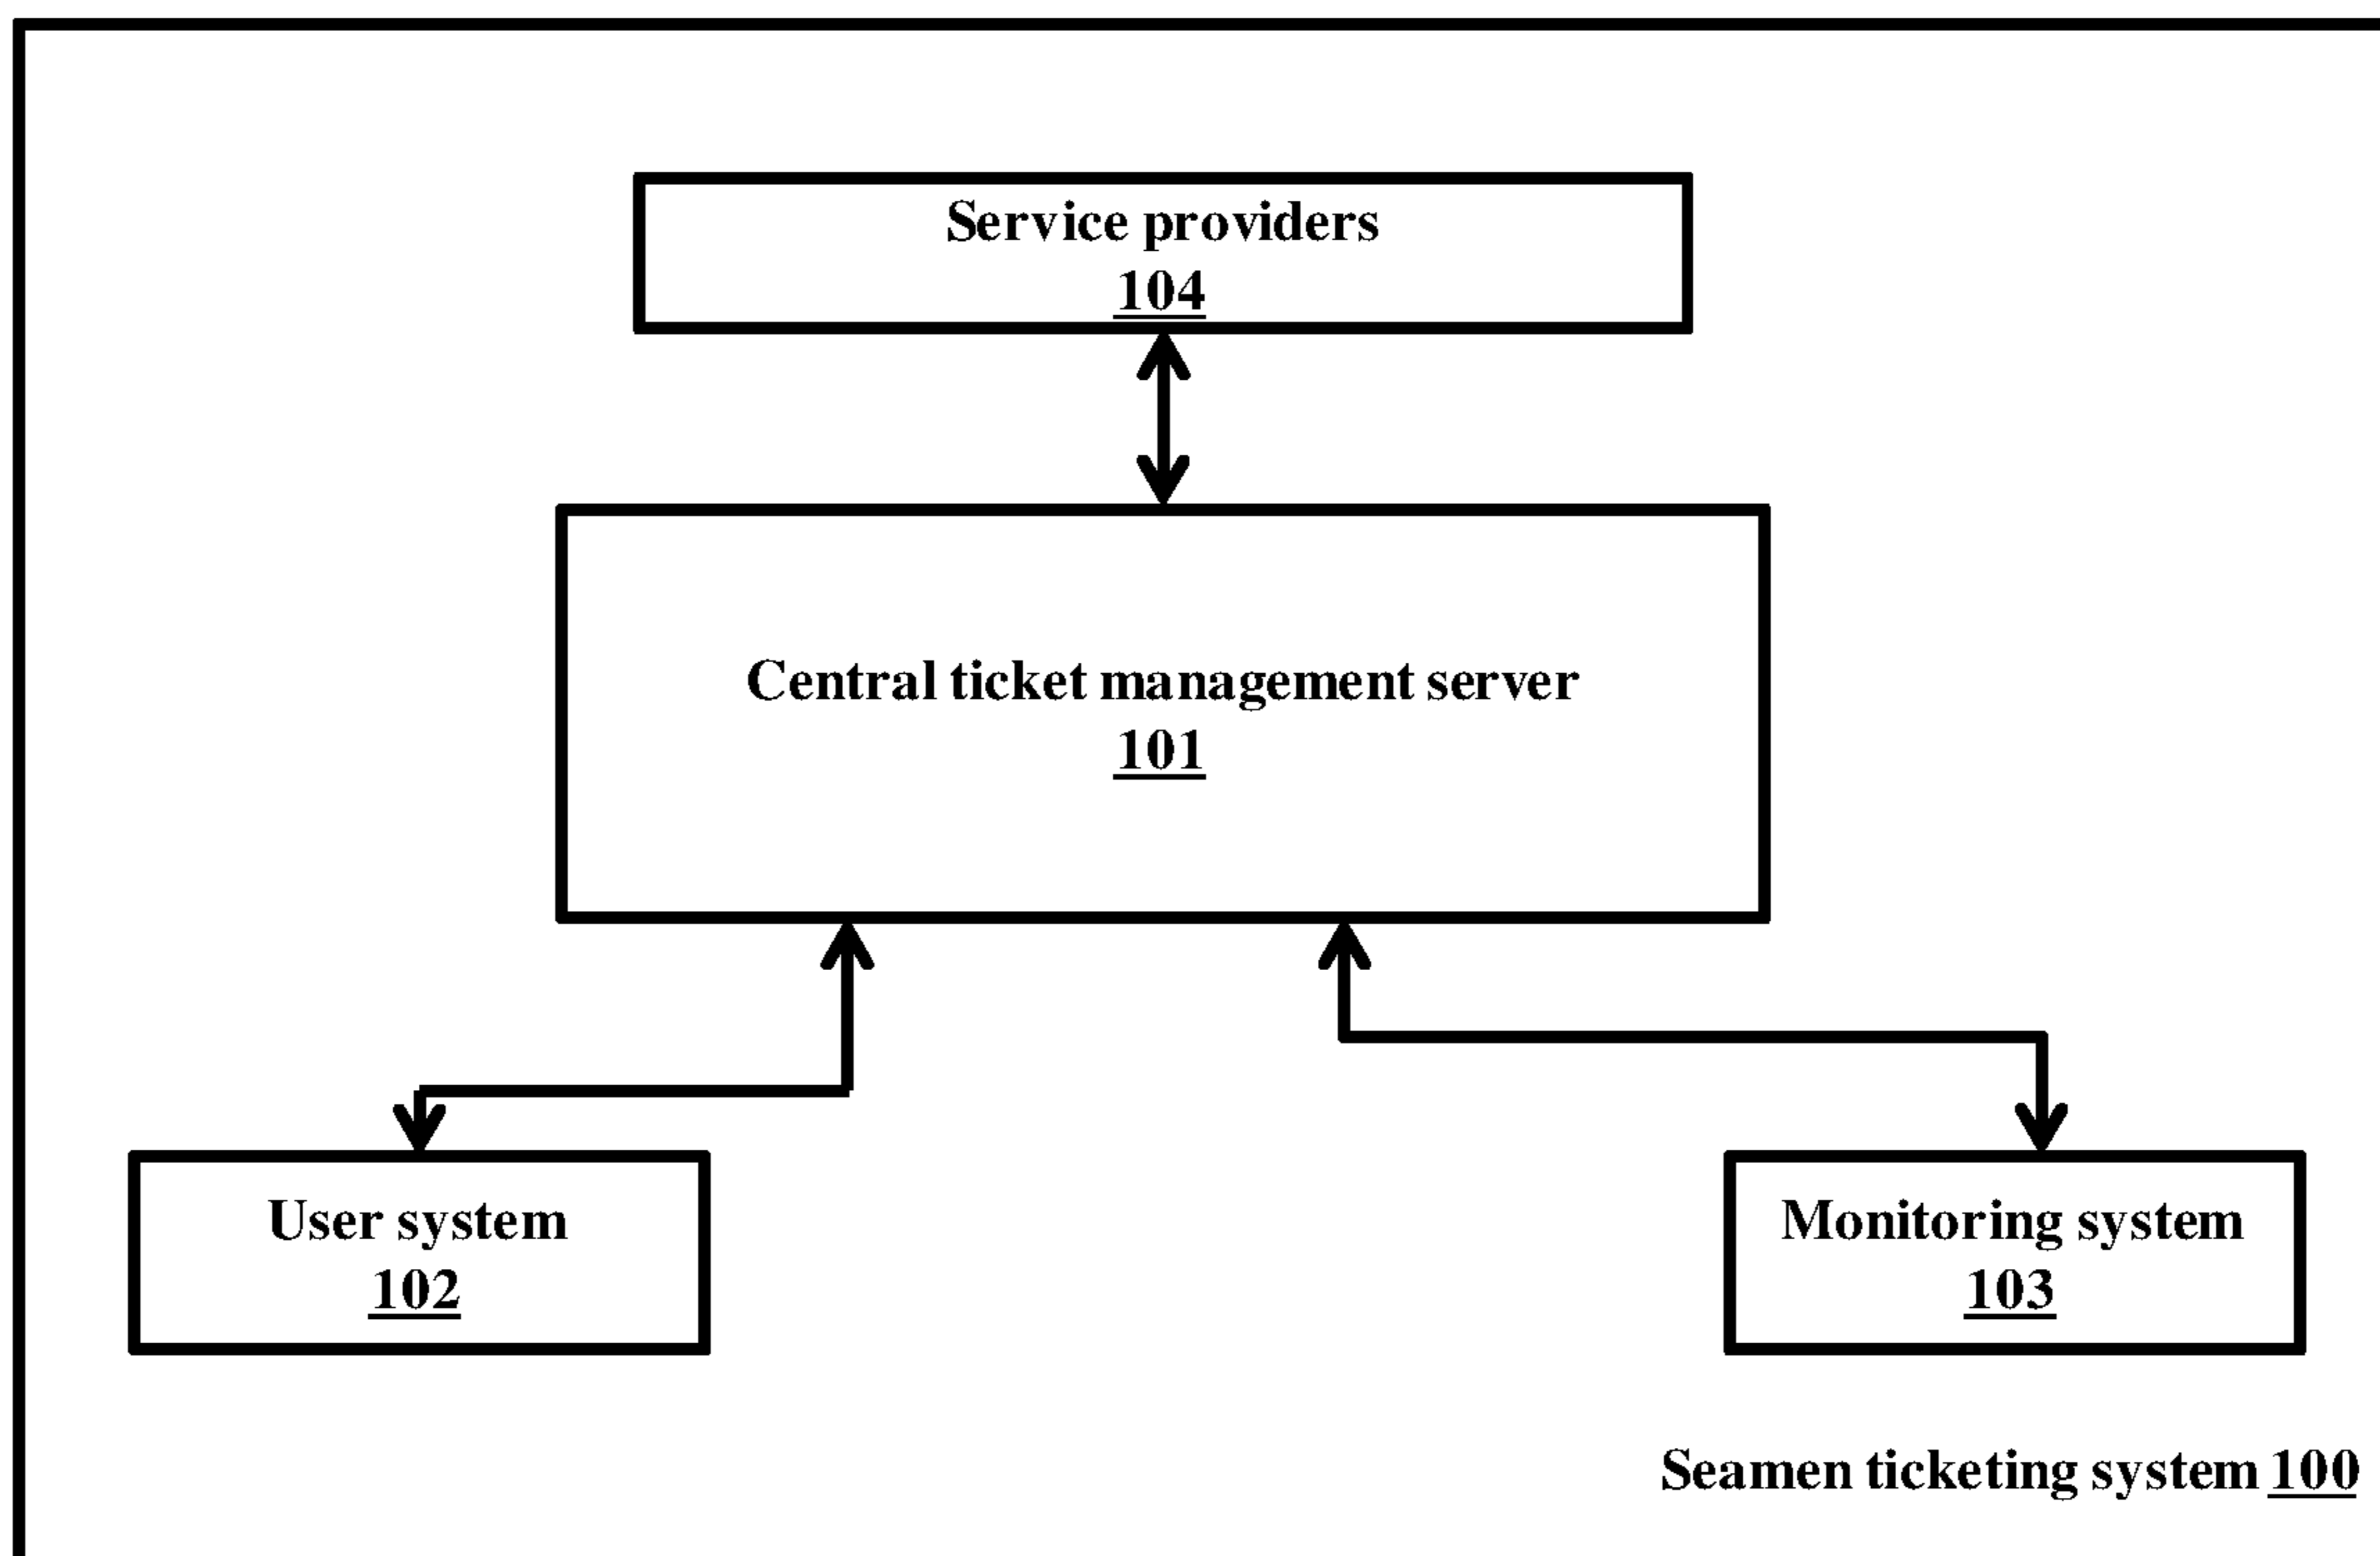 Service providers
104
Central ticket management server
101
User system
102
Monitoring system
103
Seamen ticketing system 100